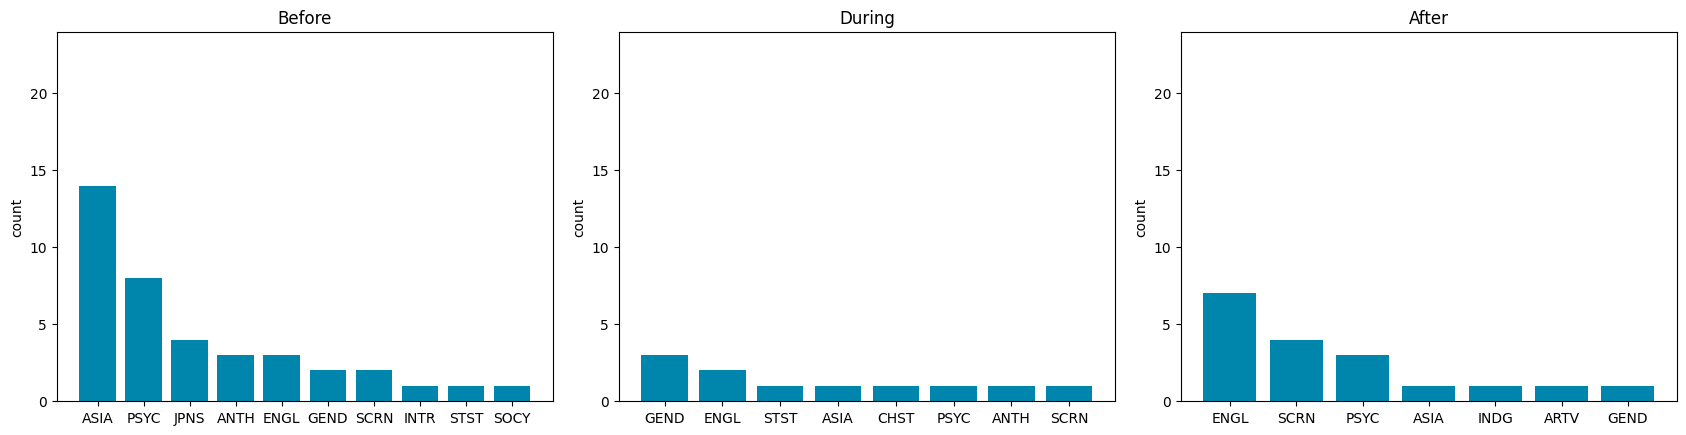 Before
During
After
20
15
10
5
0
count
ASIA PSYC JPNS ANTH ENGL GEND SCRN INTR STST SOCY
20
15
10
5
0
count
GEND ENGL STST ASIA CHST PSYC ANTH SCRN
20
15
10
5
0
count
ENGL SCRN PSYC ASIA INDG ARTV GEND